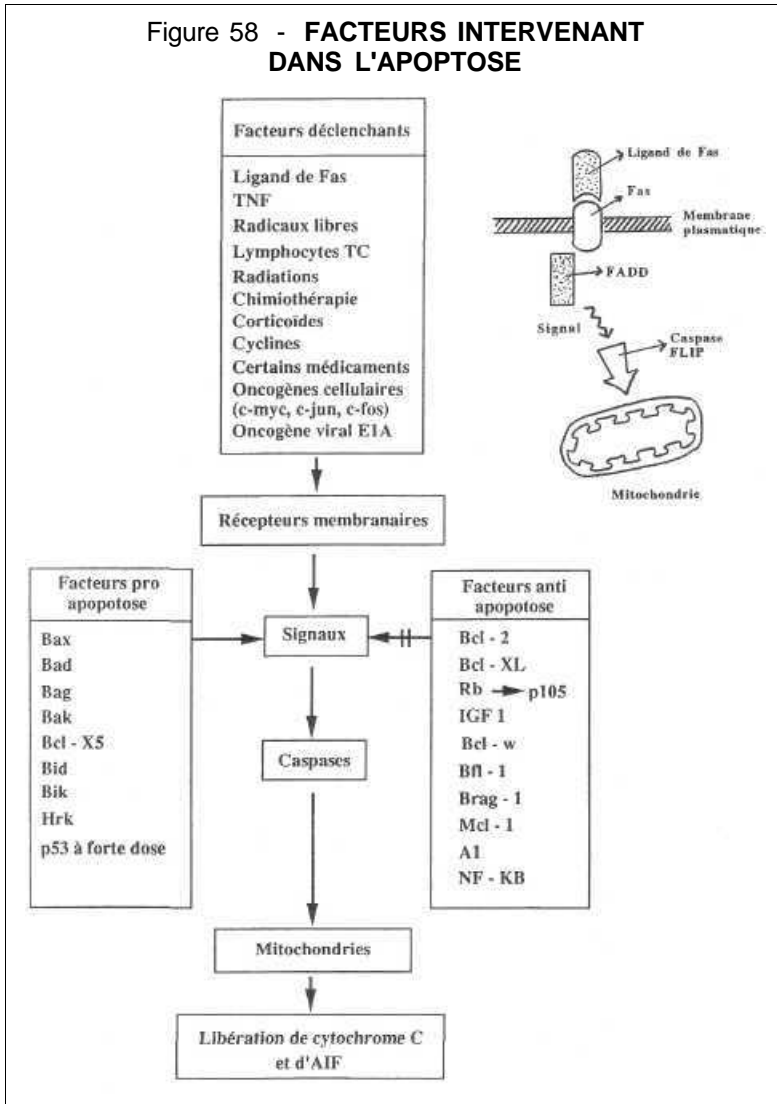 Figure 58 - FACTEURS INTERVENANT
DANS L'APOPTOSE
Facteurs déclenchants
Ligand de Fas
TNF
Radicaux libres
Lymphocytes TC
Radiations
Chimiothérapie
Corticoïdes
Cyclines
Certains médicaments
Oncogènes cellulaires
(c-myc, c-jun, c-fos)
Oncogène viral E1A
Ligand de Fas
Fas
Membrane
plasmatique
FADD
Signal
Caspase
FLIP
Mitochondrie
Récepteurs membranaires
Facteurs pro
apopotose
Bax
Bad
Bag
Bak
Bcl - X5
Bid
Bik
Hrk
p53 à forte dose
Signaux
Facteurs anti
apopotose
Bcl - 2
Bcl - XL
Rb p105
IGF 1
Bcl - w
Bfl - 1
Brag - 1
Mcl - 1
A1
NF - KB
Caspases
Mitochondries
Libération de cytochrome C
et d'AIF